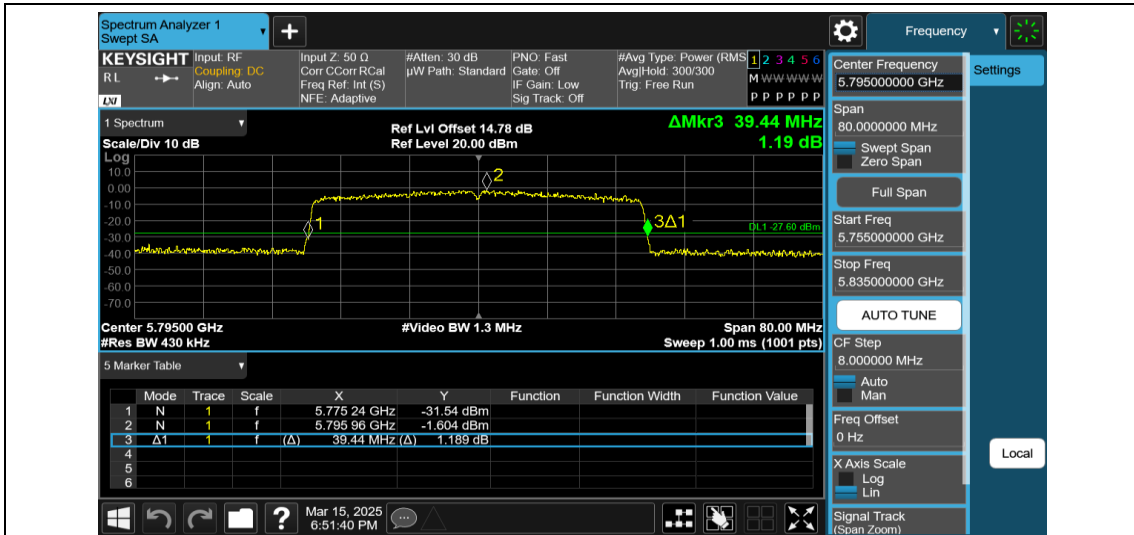 Spectrum Analyzer 1
Swept SA
Frequency
KEYSIGHT
RL
LXI
Input: RF
Coupling: DC
Align: Auto
Input Z: 50 Ω
Corr CCorr RCal
Freq Ref: Int (S)
NFE: Adaptive
#Atten: 30 dB
µW Path: Standard
PNO: Fast
Gate: Off
IF Gain: Low
Sig Track: Off
#Avg Type: Power (RMS
Avg|Hold: 300/300
Trig: Free Run
1 2 3 4 5 6
M W W W W W
P P P P P P
1 Spectrum
Scale/Div 10 dB
Ref Lvl Offset 14.78 dB
Ref Level 20.00 dBm
ΔMkr3 39.44 MHz
1.19 dB
Log
10.0
0.00
-10.0
-20.0
-30.0
-40.0
-50.0
-60.0
-70.0
1
2
3Δ1
DL1 -27.60 dBm
Center 5.79500 GHz
#Res BW 430 kHz
#Video BW 1.3 MHz
Span 80.00 MHz
Sweep 1.00 ms (1001 pts)
5 Marker Table
Mode Trace Scale X Y Function Function Width Function Value
1 N 1 f 5.775 24 GHz -31.54 dBm
2 N 1 f 5.795 96 GHz -1.604 dBm
3 Δ1 1 f (Δ) 39.44 MHz (Δ) 1.189 dB
4
5
6
Mar 15, 2025
6:51:40 PM
Center Frequency
5.795000000 GHz
Span
80.0000000 MHz
Swept Span
Zero Span
Full Span
Start Freq
5.755000000 GHz
Stop Freq
5.835000000 GHz
AUTO TUNE
CF Step
8.000000 MHz
Auto
Man
Freq Offset
0 Hz
X Axis Scale
Log
Lin
Signal Track
(Span Zoom)
Settings
Local